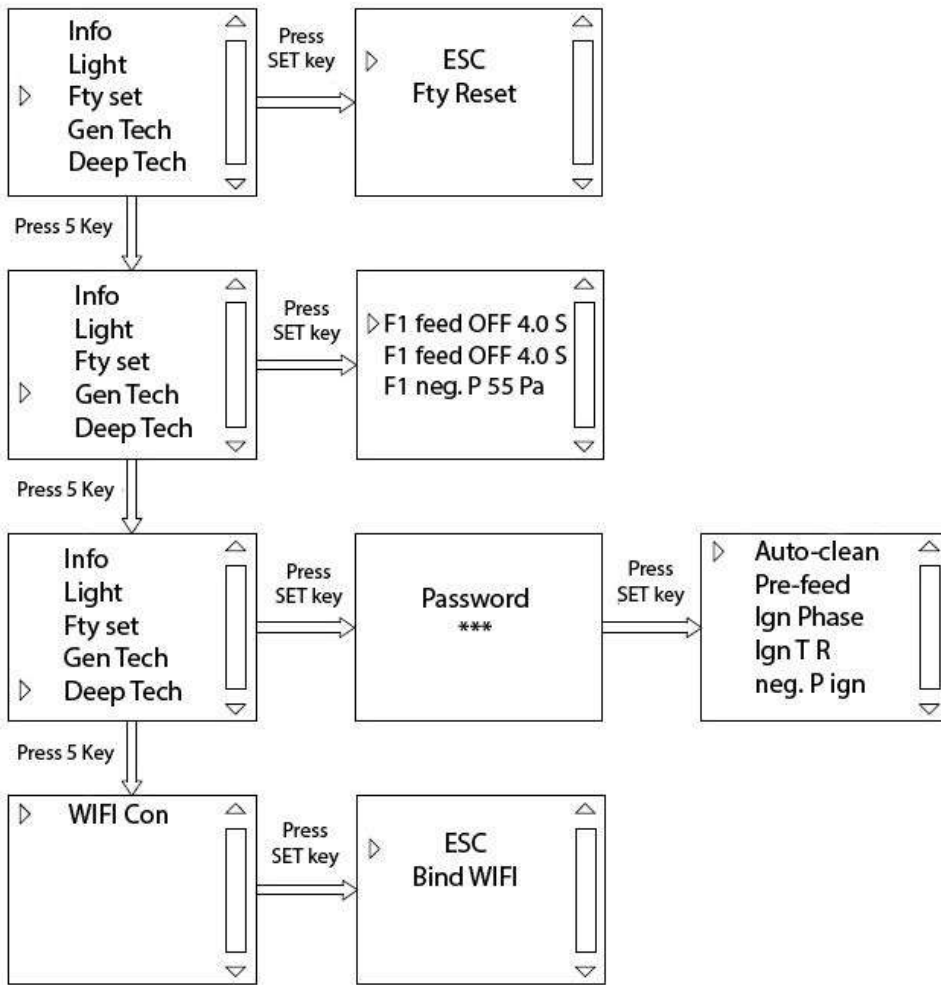 Info
Light
Fty set
Gen Tech
Deep Tech
Press
SET key
ESC
Fty Reset
Press 5 Key
Info
Light
Fty set
Gen Tech
Deep Tech
Press
SET key
F1 feed OFF 4.0 S
F1 feed OFF 4.0 S
F1 neg. P 55 Pa
Press 5 Key
Info
Light
Fty set
Gen Tech
Deep Tech
Press
SET key
Password
***
Press
SET key
Auto-clean
Pre-feed
Ign Phase
Ign T R
neg. P ign
Press 5 Key
WIFI Con
Press
SET key
ESC
Bind WIFI